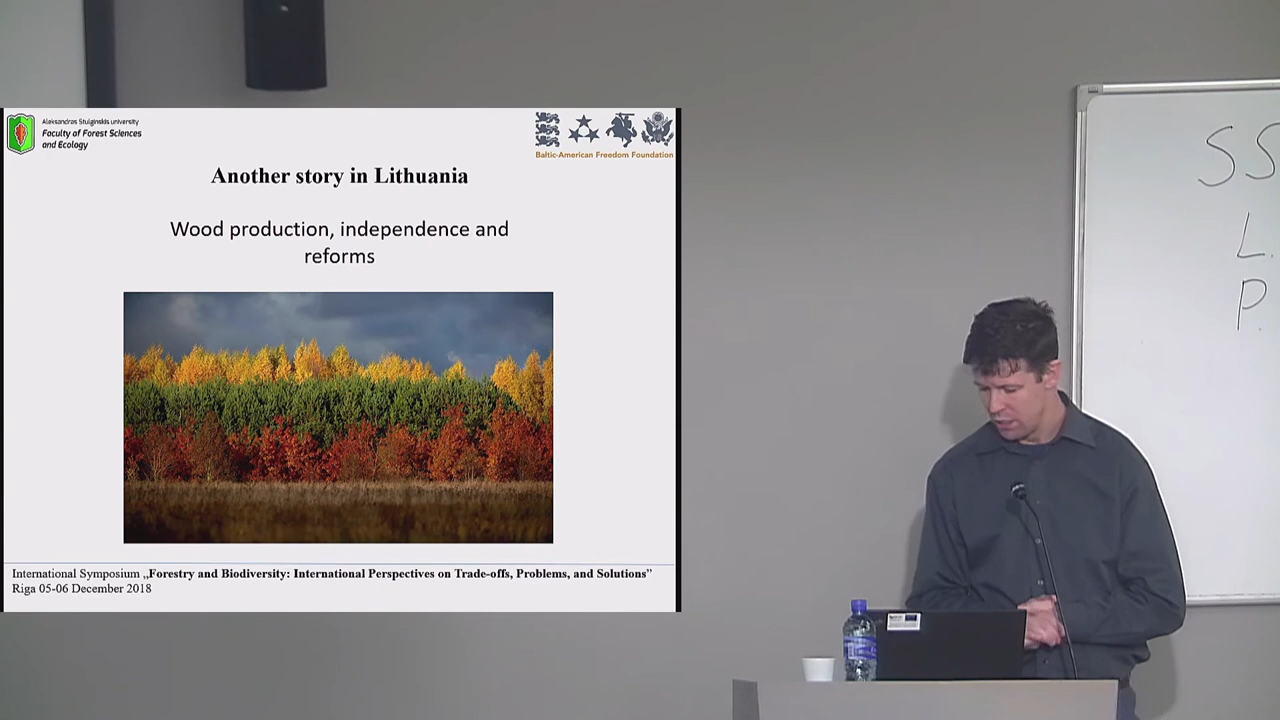 Aleksandras Stulginskis university
Faculty of Forest Sciences
and Ecology
Baltic-American Freedom Foundation
Another story in Lithuania
Wood production, independence and
reforms
International Symposium „Forestry and Biodiversity: International Perspectives on Trade-offs, Problems, and Solutions”
Riga 05-06 December 2018
SS
L.
P.